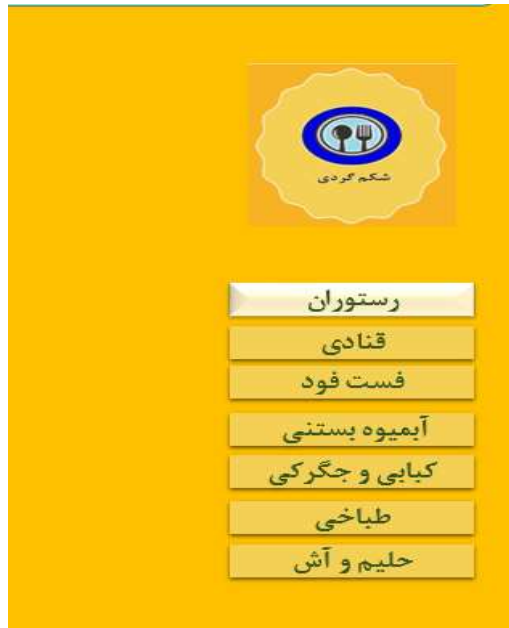 شکم گردی
رستوران
قنادی
فست فود
آبمیوه بستنی
کبابی و جگرکی
طباخی
حلیم و آش